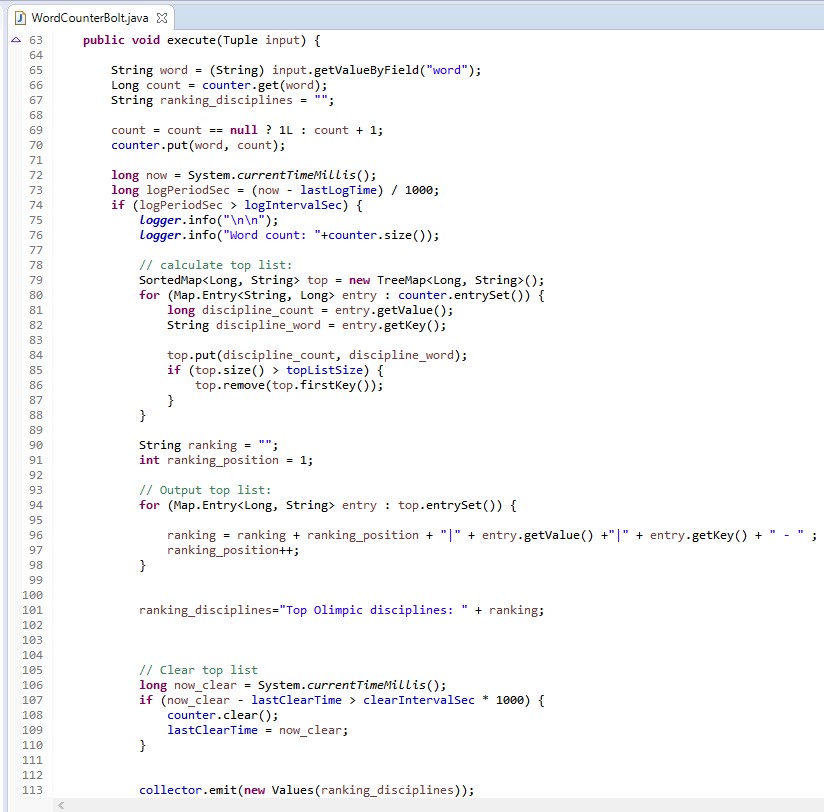 WordCounterBolt.java
63 public void execute(Tuple input) {
64
65 String word = (String) input.getValueByField("word");
66 Long count = counter.get(word);
67 String ranking_disciplines = "";
68
69 count = count == null ? 1L : count + 1;
70 counter.put(word, count);
71
72 long now = System.currentTimeMillis();
73 long logPeriodSec = (now - lastLogTime) / 1000;
74 if (logPeriodSec > logIntervalSec) {
75 logger.info("\n\n");
76 logger.info("Word count: "+counter.size());
77
78 // calculate top list:
79 SortedMap<Long, String> top = new TreeMap<Long, String>();
80 for (Map.Entry<String, Long> entry : counter.entrySet()) {
81 long discipline_count = entry.getValue();
82 String discipline_word = entry.getKey();
83
84 top.put(discipline_count, discipline_word);
85 if (top.size() > topListSize) {
86 top.remove(top.firstKey());
87 }
88 }
89
90 String ranking = "";
91 int ranking_position = 1;
92
93 // Output top list:
94 for (Map.Entry<Long, String> entry : top.entrySet()) {
95
96 ranking = ranking + ranking_position + "|" + entry.getValue() +"|" + entry.getKey() + " - " ;
97 ranking_position++;
98 }
99
100
101 ranking_disciplines="Top Olimpic disciplines: " + ranking;
102
103
104
105 // Clear top list
106 long now_clear = System.currentTimeMillis();
107 if (now_clear - lastClearTime > clearIntervalSec * 1000) {
108 counter.clear();
109 lastClearTime = now_clear;
110 }
111
112
113 collector.emit(new Values(ranking_disciplines));